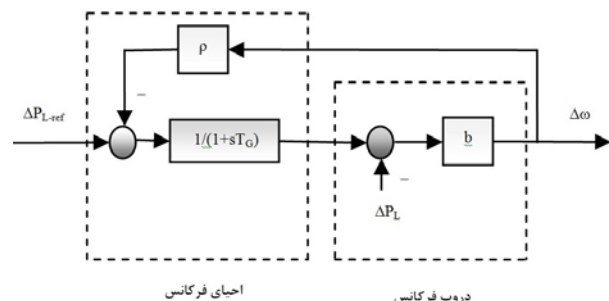 ρ
−
ΔP_L-ref
1/(1+sT_G)
−
b
Δω
ΔP_L
احیای فرکانس
دروپ فرکانس